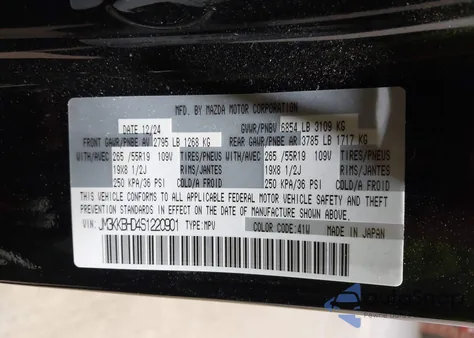 MFD. BY MAZDA MOTOR CORPORATION
DATE 12/24 GVWR/PNBV 6854 LB 3109 KG
FRONT GAWR/PNBE AV 2795 LB 1268 KG REAR GAWR/PNBE AR 3785 LB 1717 KG
WITH/AVEC 265 /55R19 109V TIRES/PNEUS WITH/AVEC 265 /55R19 109V TIRES/PNEUS
19X8 1/2J RIMS/JANTES 19X8 1/2J RIMS/JANTES
250 KPA/36 PSI COLD/A FROID 250 KPA/36 PSI COLD/A FROID
THIS VEHICLE CONFORMS TO ALL APPLICABLE FEDERAL MOTOR VEHICLE SAFETY AND THEFT
PREVENTION STANDARDS IN EFFECT ON THE DATE OF MANUFACTURE SHOWN ABOVE.
VIN: JM3KKBHD4S1220901 TYPE:MPV COLOR CODE:41W MADE IN JAPAN